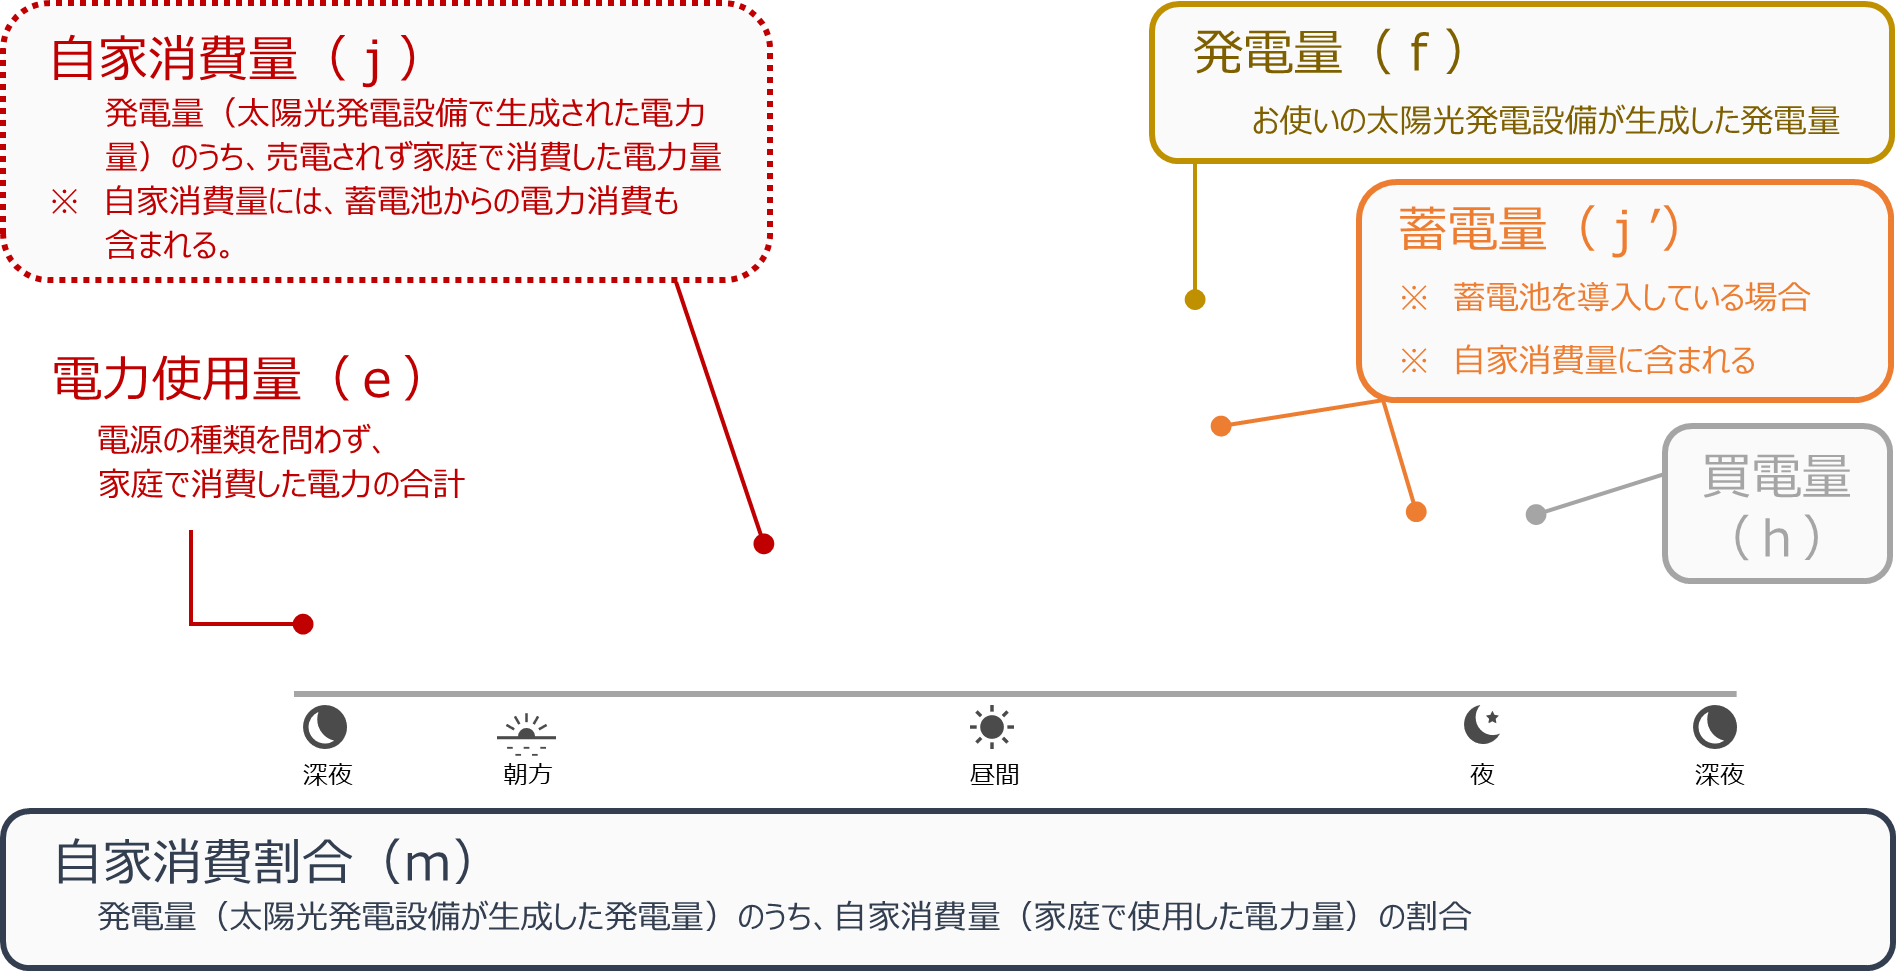 自家消費量（ｊ）
発電量（太陽光発電設備で生成された電力
量）のうち、売電されず家庭で消費した電力量
※　自家消費量には、蓄電池からの電力消費も
含まれる。
電力使用量（ｅ）
電源の種類を問わず、
家庭で消費した電力の合計
発電量（ｆ）
お使いの太陽光発電設備が生成した発電量
蓄電量（ｊ’）
※　蓄電池を導入している場合
※　自家消費量に含まれる
買電量
（ｈ）
深夜
朝方
昼間
夜
深夜
自家消費割合（ｍ）
発電量（太陽光発電設備が生成した発電量）のうち、自家消費量（家庭で使用した電力量）の割合